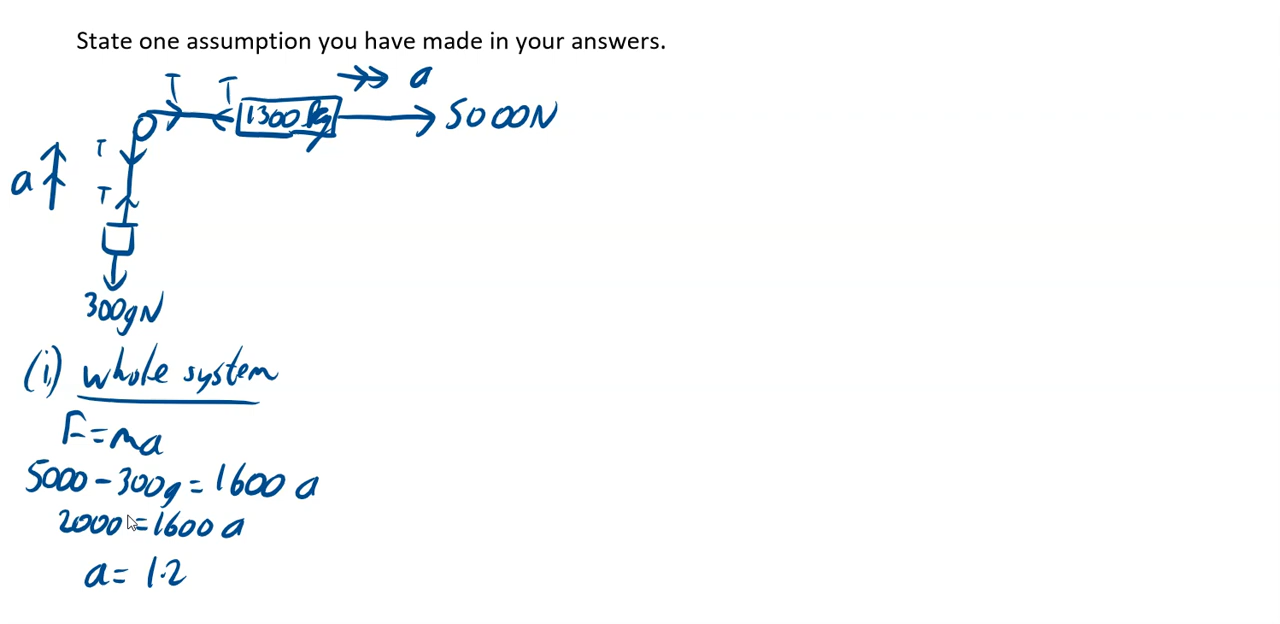 State one assumption you have made in your answers.
T T a
1300 kg 5000N
a T
T
300gN
(i) whole system
F=ma
5000-300g=1600 a
2000=1600 a
a= 1.2